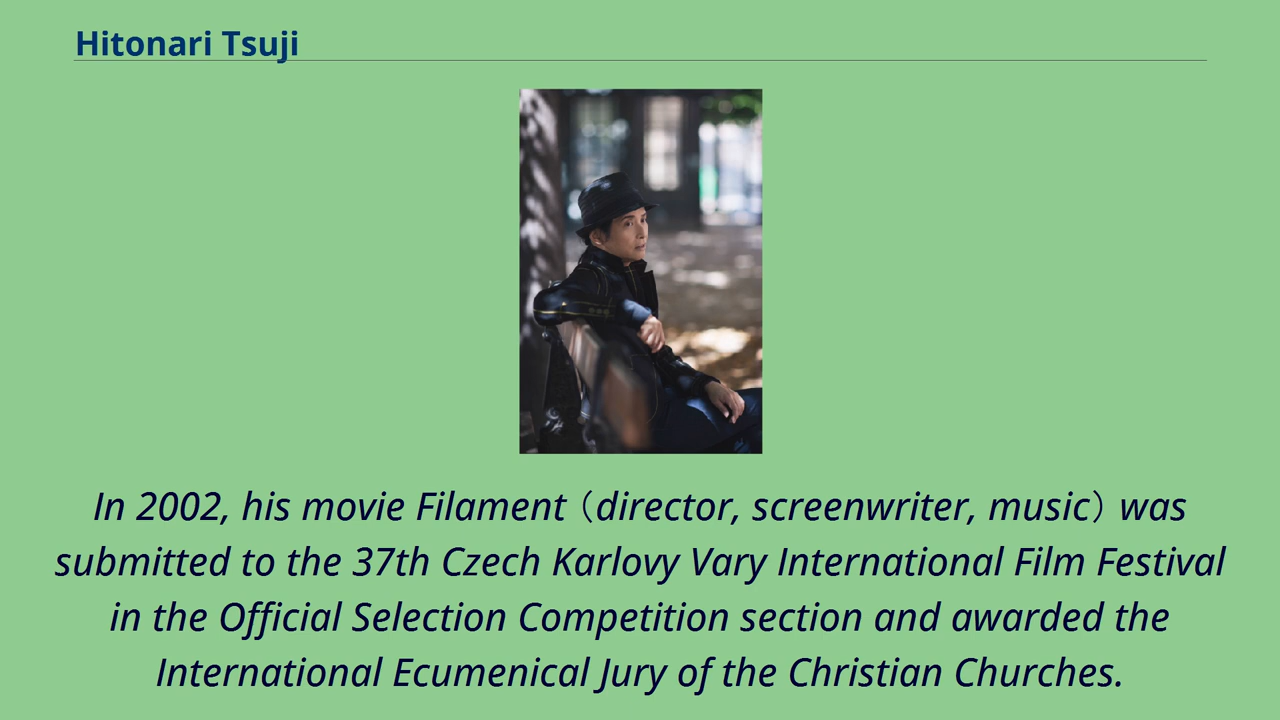 Hitonari Tsuji
In 2002, his movie Filament（director, screenwriter, music）was
submitted to the 37th Czech Karlovy Vary International Film Festival
in the Official Selection Competition section and awarded the
International Ecumenical Jury of the Christian Churches.